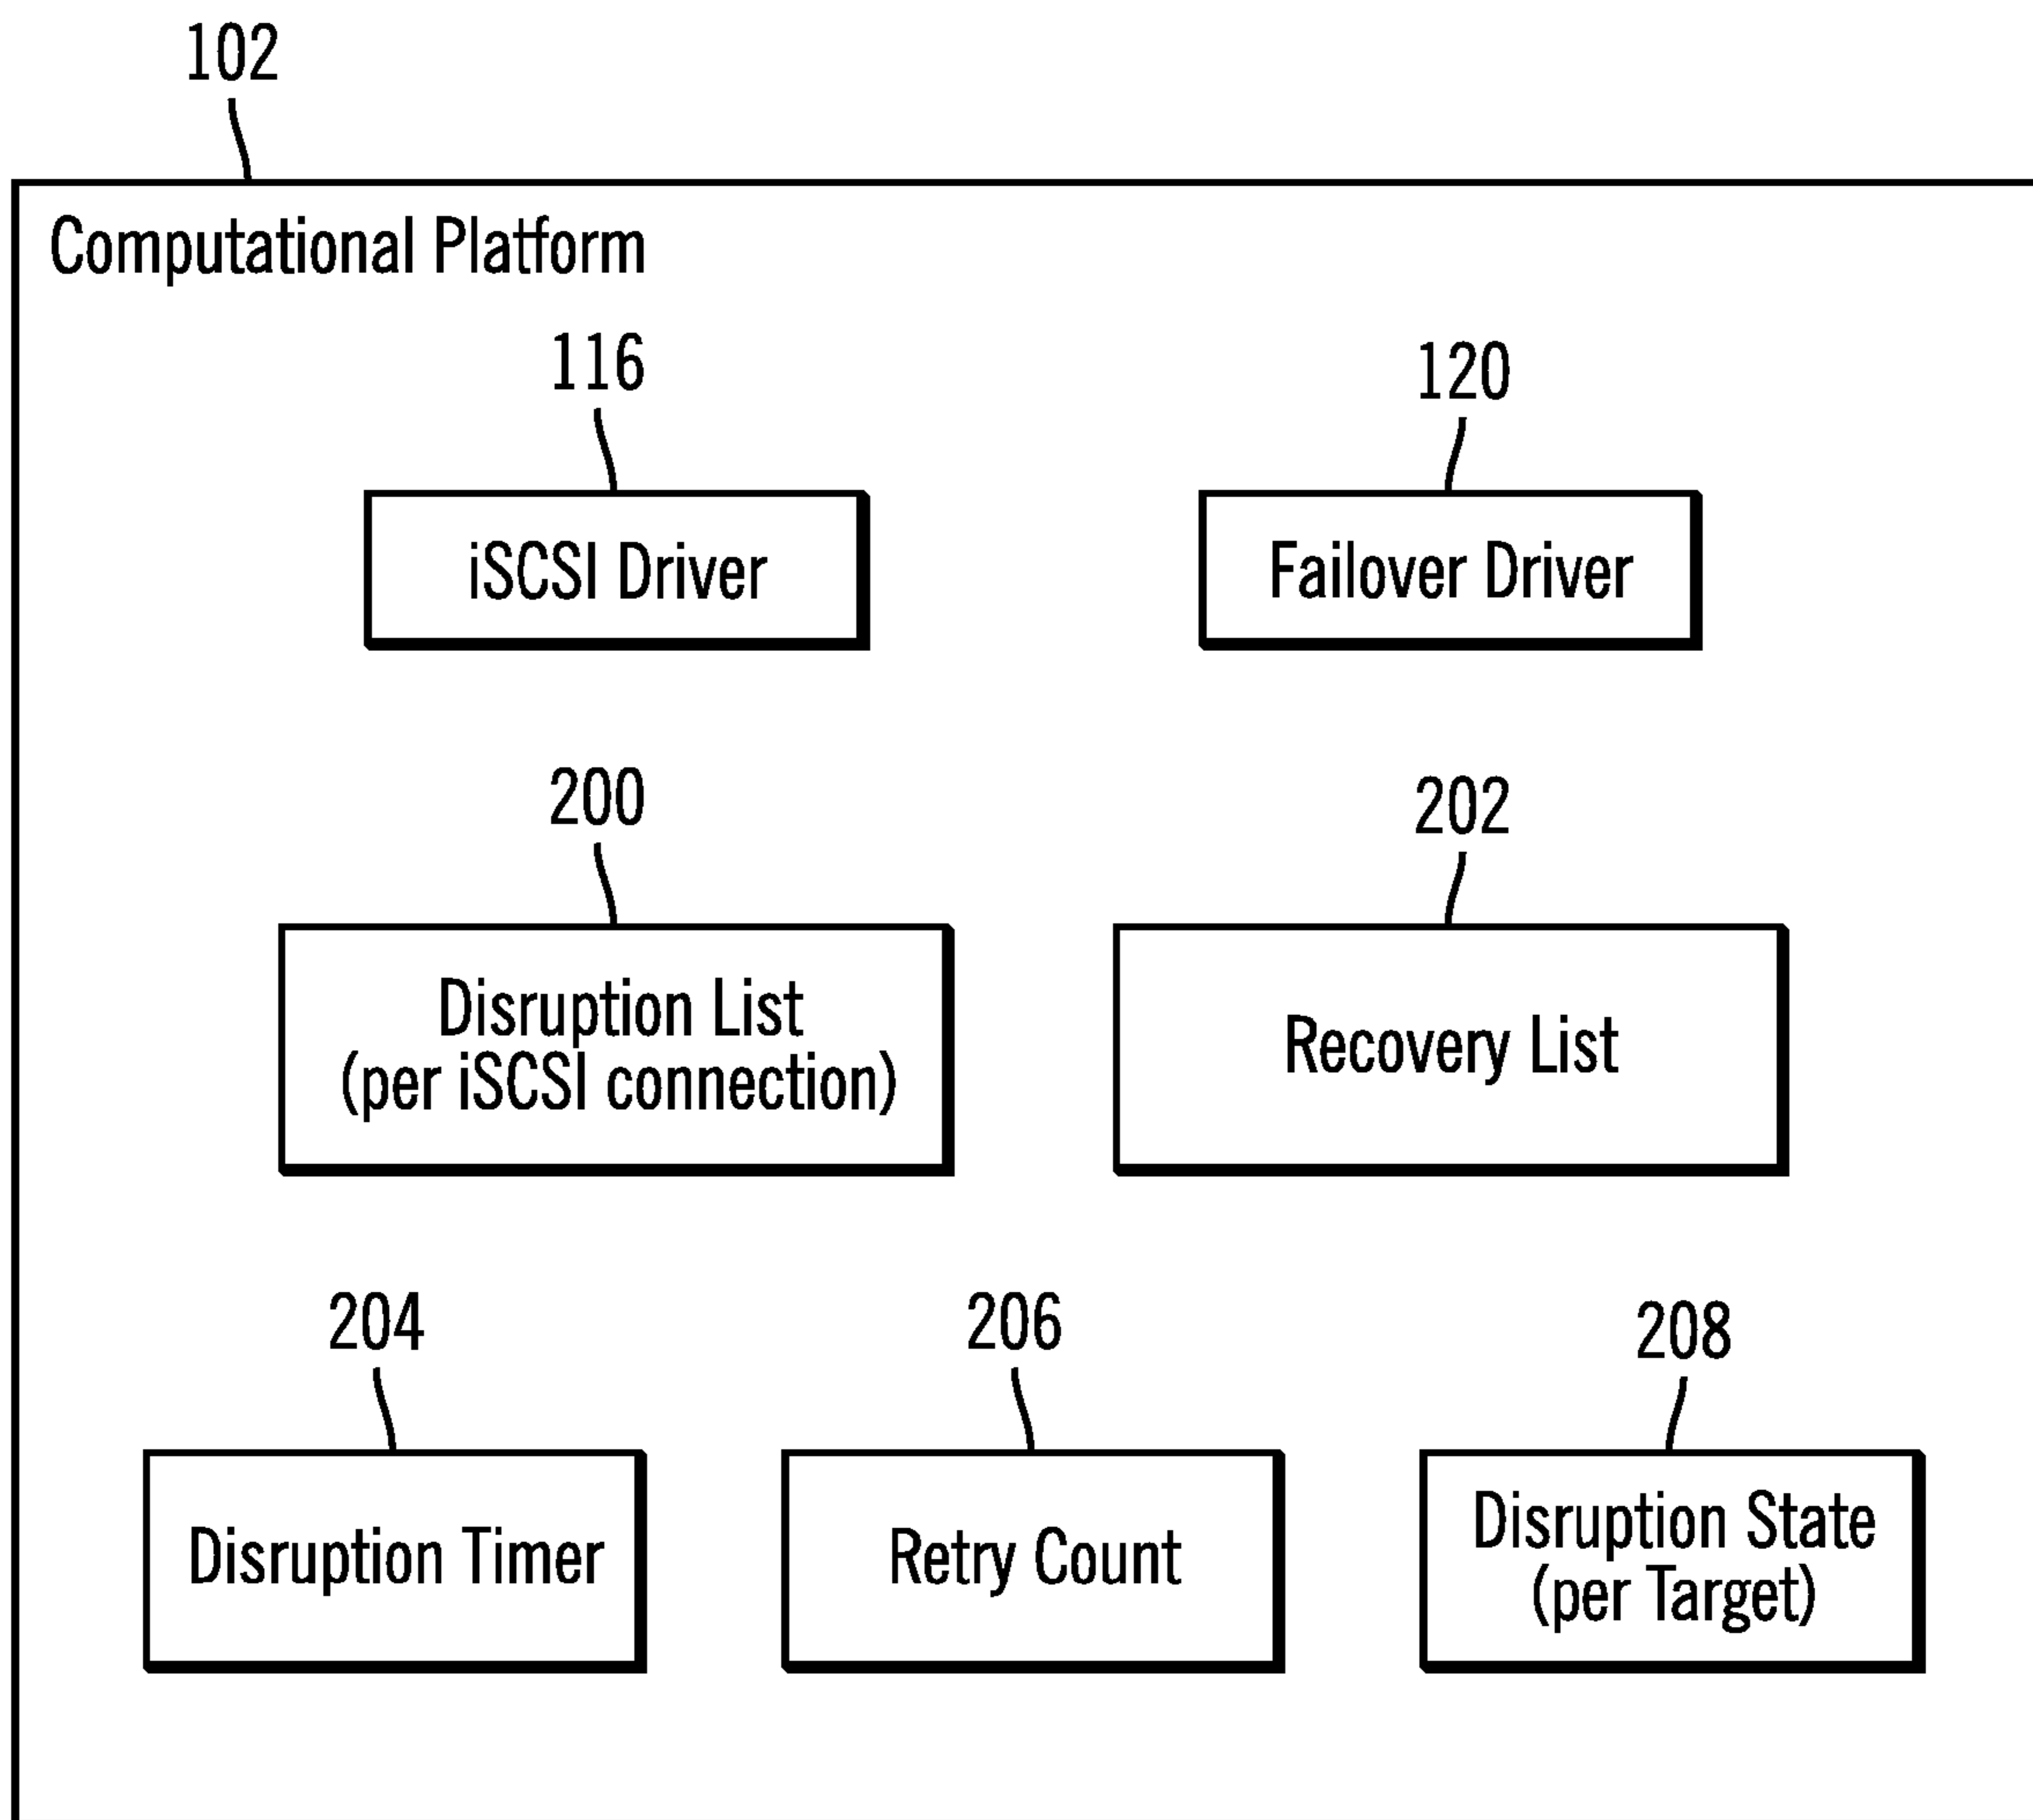 102
Computational Platform
116
120
iSCSI Driver
Failover Driver
200
202
Disruption List
(per iSCSI connection)
Recovery List
204
206
208
Disruption Timer
Retry Count
Disruption State
(per Target)